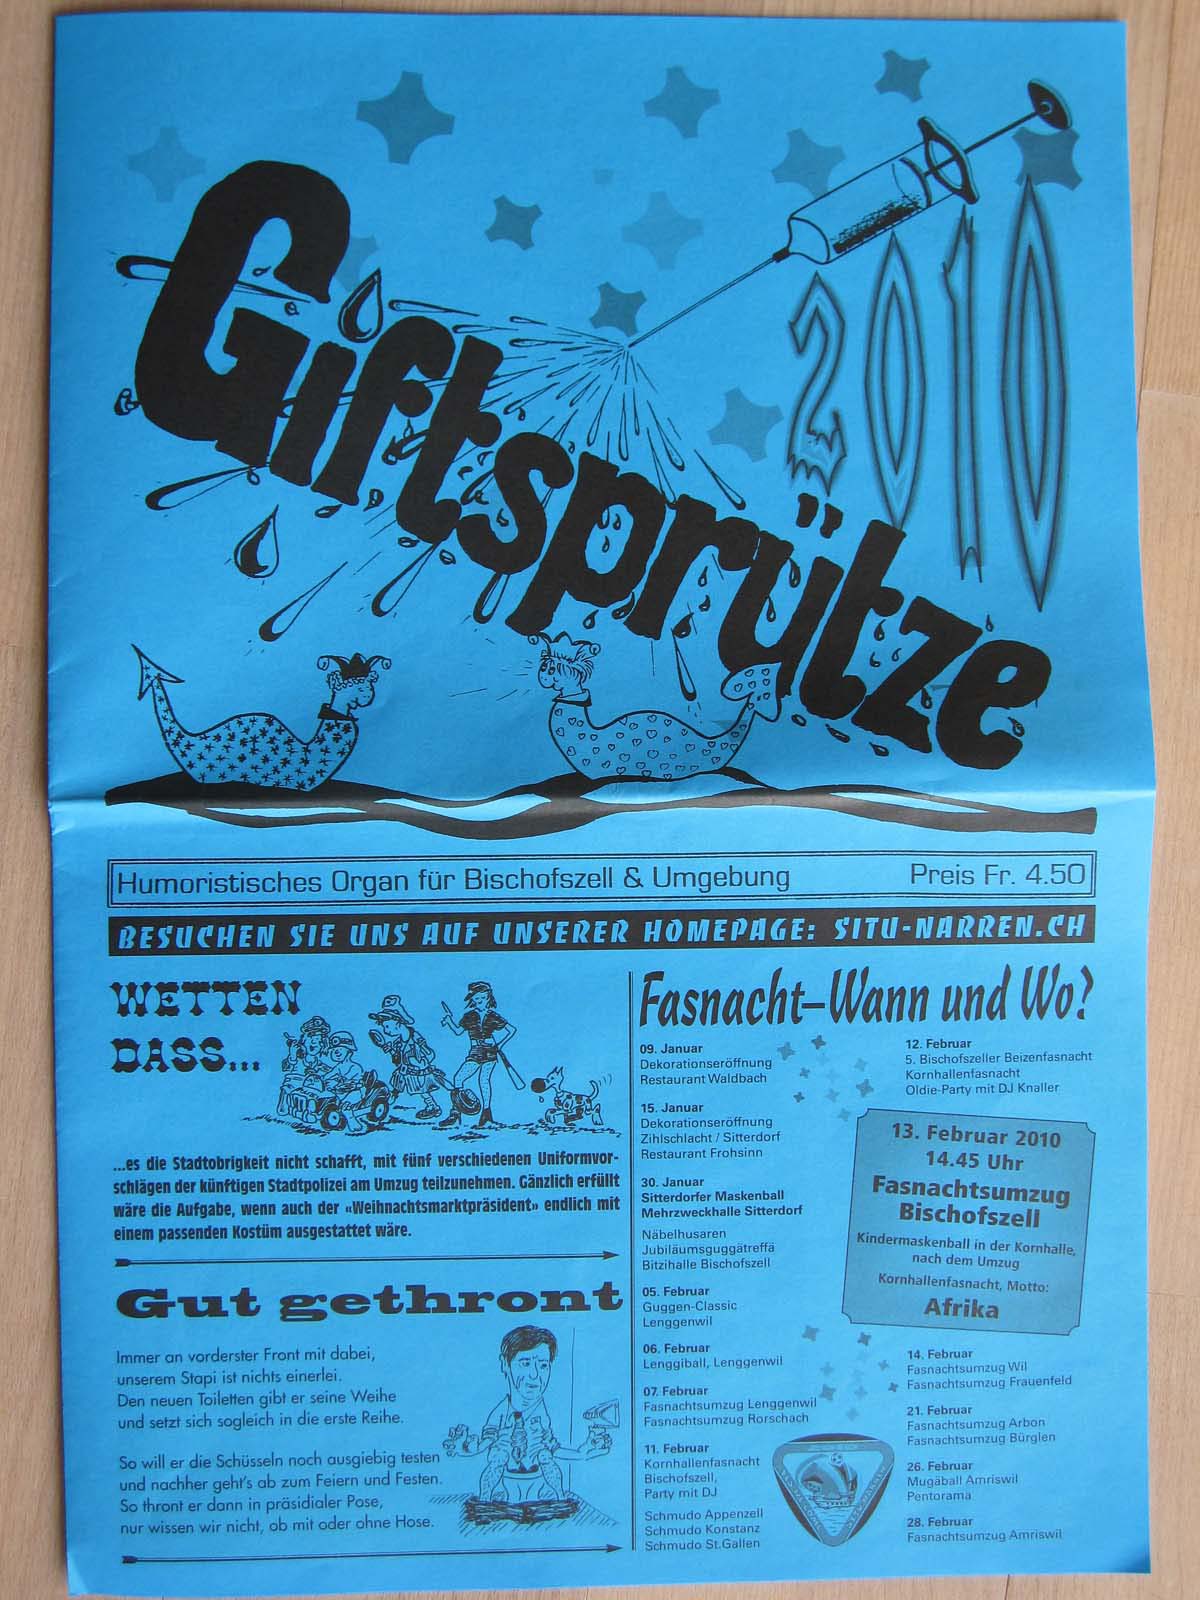 Giftsprütze
2010
Humoristisches Organ für Bischofszell & Umgebung Preis Fr. 4.50
BESUCHEN SIE UNS AUF UNSERER HOMEPAGE: SITU-NARREN.CH
WETTEN
DASS...
...es die Stadtobrigkeit nicht schafft, mit fünf verschiedenen Uniformvor-
schlägen der künftigen Stadtpolizei am Umzug teilzunehmen. Gänzlich erfüllt
wäre die Aufgabe, wenn auch der «Weihnachtsmarktpräsident» endlich mit
einem passenden Kostüm ausgestattet wäre.
Gut gethront
Immer an vorderster Front mit dabei,
unserem Stapi ist nichts einerlei.
Den neuen Toiletten gibt er seine Weihe
und setzt sich sogleich in die erste Reihe.
So will er die Schüsseln noch ausgiebig testen
und nachher geht's ab zum Feiern und Festen.
So thront er dann in präsidialer Pose,
nur wissen wir nicht, ob mit oder ohne Hose.
Fasnacht–Wann und Wo?
09. Januar
Dekorationseröffnung
Restaurant Waldbach
15. Januar
Dekorationseröffnung
Zihlschlacht / Sitterdorf
Restaurant Frohsinn
30. Januar
Sitterdorfer Maskenball
Mehrzweckhalle Sitterdorf
Näbelhusaren
Jubiläumsguggäträffä
Bitzihalle Bischofszell
05. Februar
Guggen-Classic
Lenggenwil
06. Februar
Lenggiball, Lenggenwil
07. Februar
Fasnachtsumzug Lenggenwil
Fasnachtsumzug Rorschach
11. Februar
Kornhallenfasnacht
Bischofszell,
Party mit DJ
Schmudo Appenzell
Schmudo Konstanz
Schmudo St.Gallen
12. Februar
5. Bischofszeller Beizenfasnacht
Kornhallenfasnacht
Oldie-Party mit DJ Knaller
13. Februar 2010
14.45 Uhr
Fasnachtsumzug
Bischofszell
Kindermaskenball in der Kornhalle,
nach dem Umzug
Kornhallenfasnacht, Motto:
Afrika
14. Februar
Fasnachtsumzug Wil
Fasnachtsumzug Frauenfeld
21. Februar
Fasnachtsumzug Arbon
Fasnachtsumzug Bürglen
26. Februar
Mugäball Amriswil
Pentorama
28. Februar
Fasnachtsumzug Amriswil